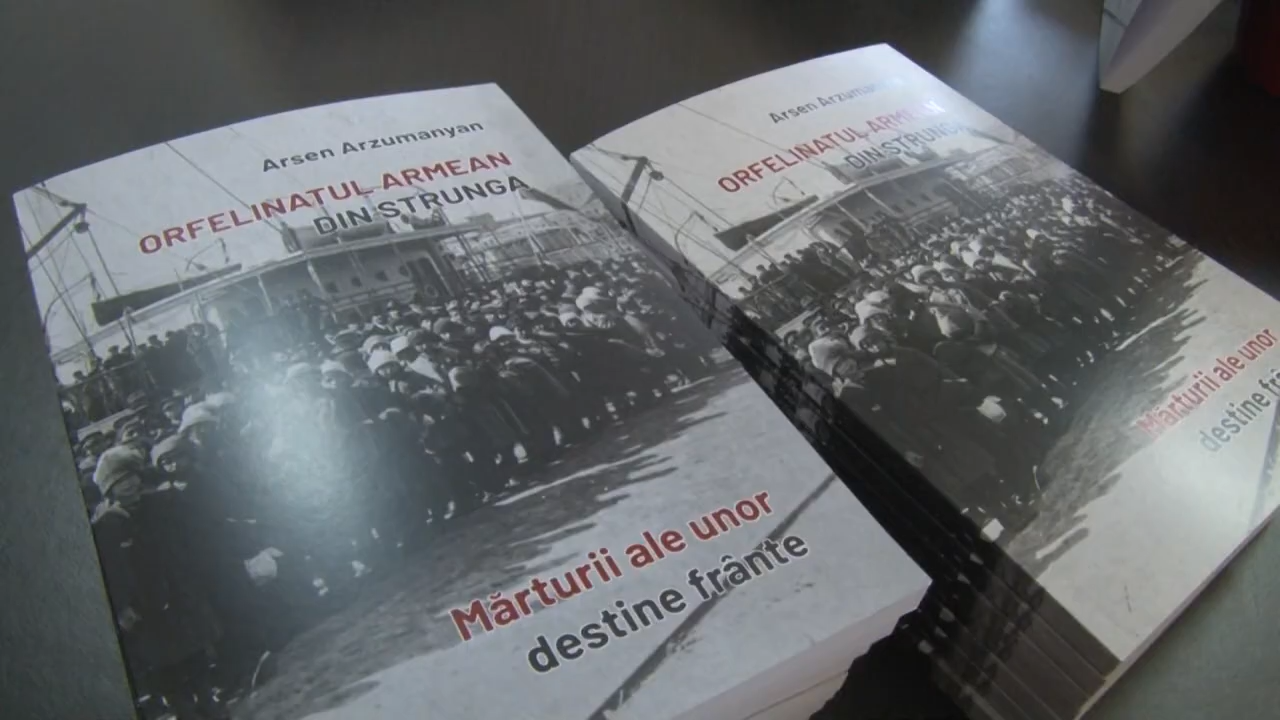 Arsen Arzumanyan
ORFELINATUL ARMEAN
DIN STRUNGA
Mărturii ale unor
destine frânte
Arsen
ORFELINATUL ARMEAN
DIN STRUNGA
Mărturii ale unor
destine